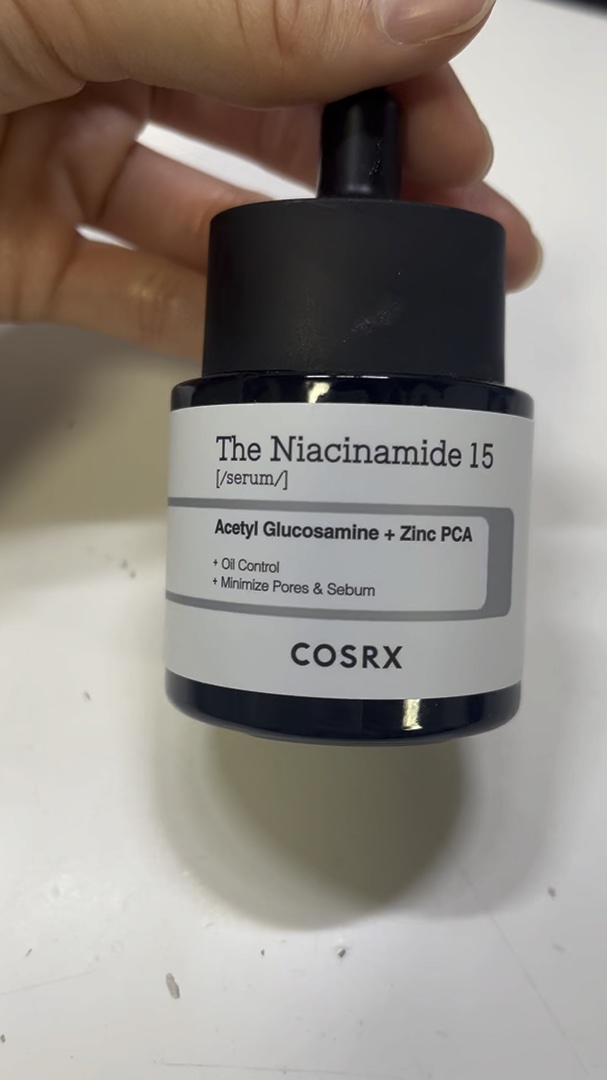 The Niacinamide 15
[/serum/]
Acetyl Glucosamine + Zinc PCA
+ Oil Control
+ Minimize Pores & Sebum
COSRX